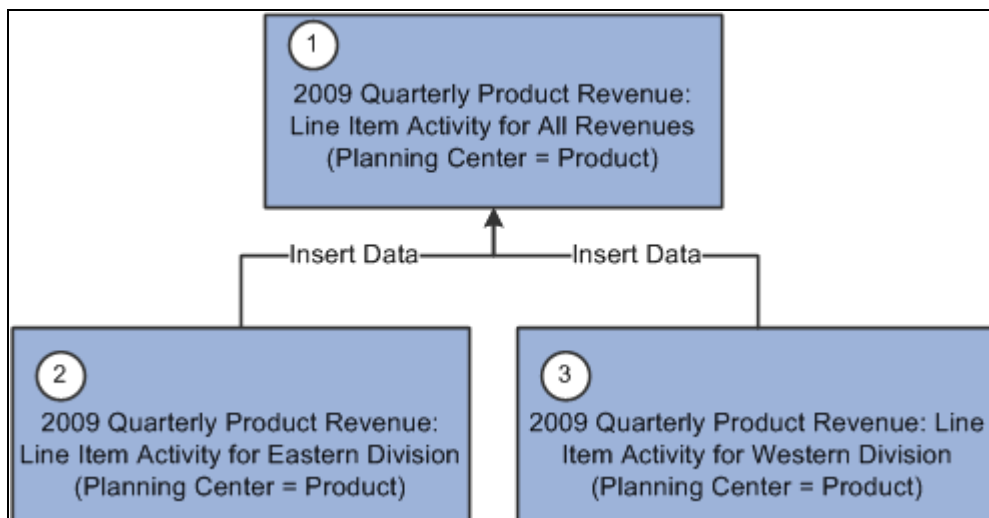 1
2009 Quarterly Product Revenue:
Line Item Activity for All Revenues
(Planning Center = Product)
Insert Data
Insert Data
2
2009 Quarterly Product Revenue:
Line Item Activity for Eastern Division
(Planning Center = Product)
3
2009 Quarterly Product Revenue: Line
Item Activity for Western Division
(Planning Center = Product)